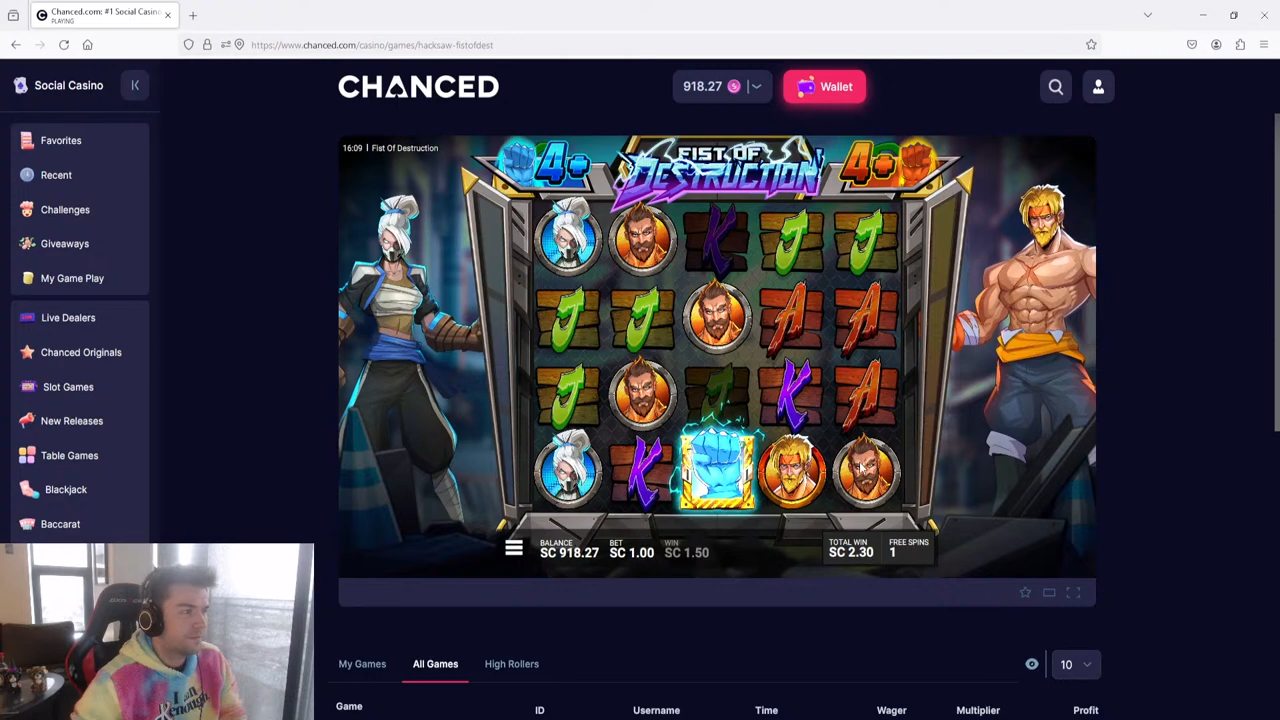 Chanced.com: #1 Social Casino
PLAYING
https://www.chanced.com/casino/games/hacksaw-fistofdest
Social Casino
CHANCED
918.27
Wallet
Favorites
Recent
Challenges
Giveaways
My Game Play
Live Dealers
Chanced Originals
Slot Games
New Releases
Table Games
Blackjack
Baccarat
16:09 | Fist Of Destruction
4+
FIST OF
DESTRUCTION
4+
K J J
J J A A
J J K A
K
BALANCE
SC 918.27
BET
SC 1.00
WIN
SC 1.50
TOTAL WIN
SC 2.30
FREE SPINS
1
My Games
All Games
High Rollers
10
Game
ID
Username
Time
Wager
Multiplier
Profit